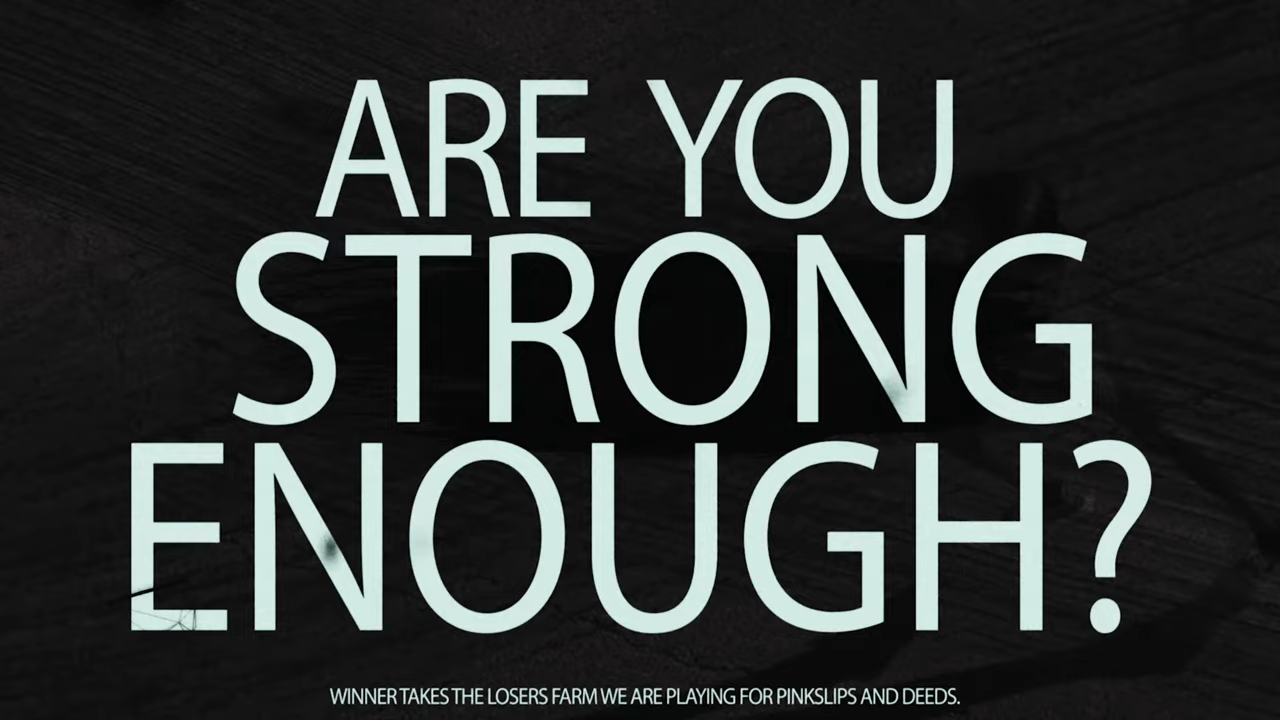 ARE YOU
STRONG
ENOUGH?
WINNER TAKES THE LOSERS FARM WE ARE PLAYING FOR PINKSLIPS AND DEEDS.